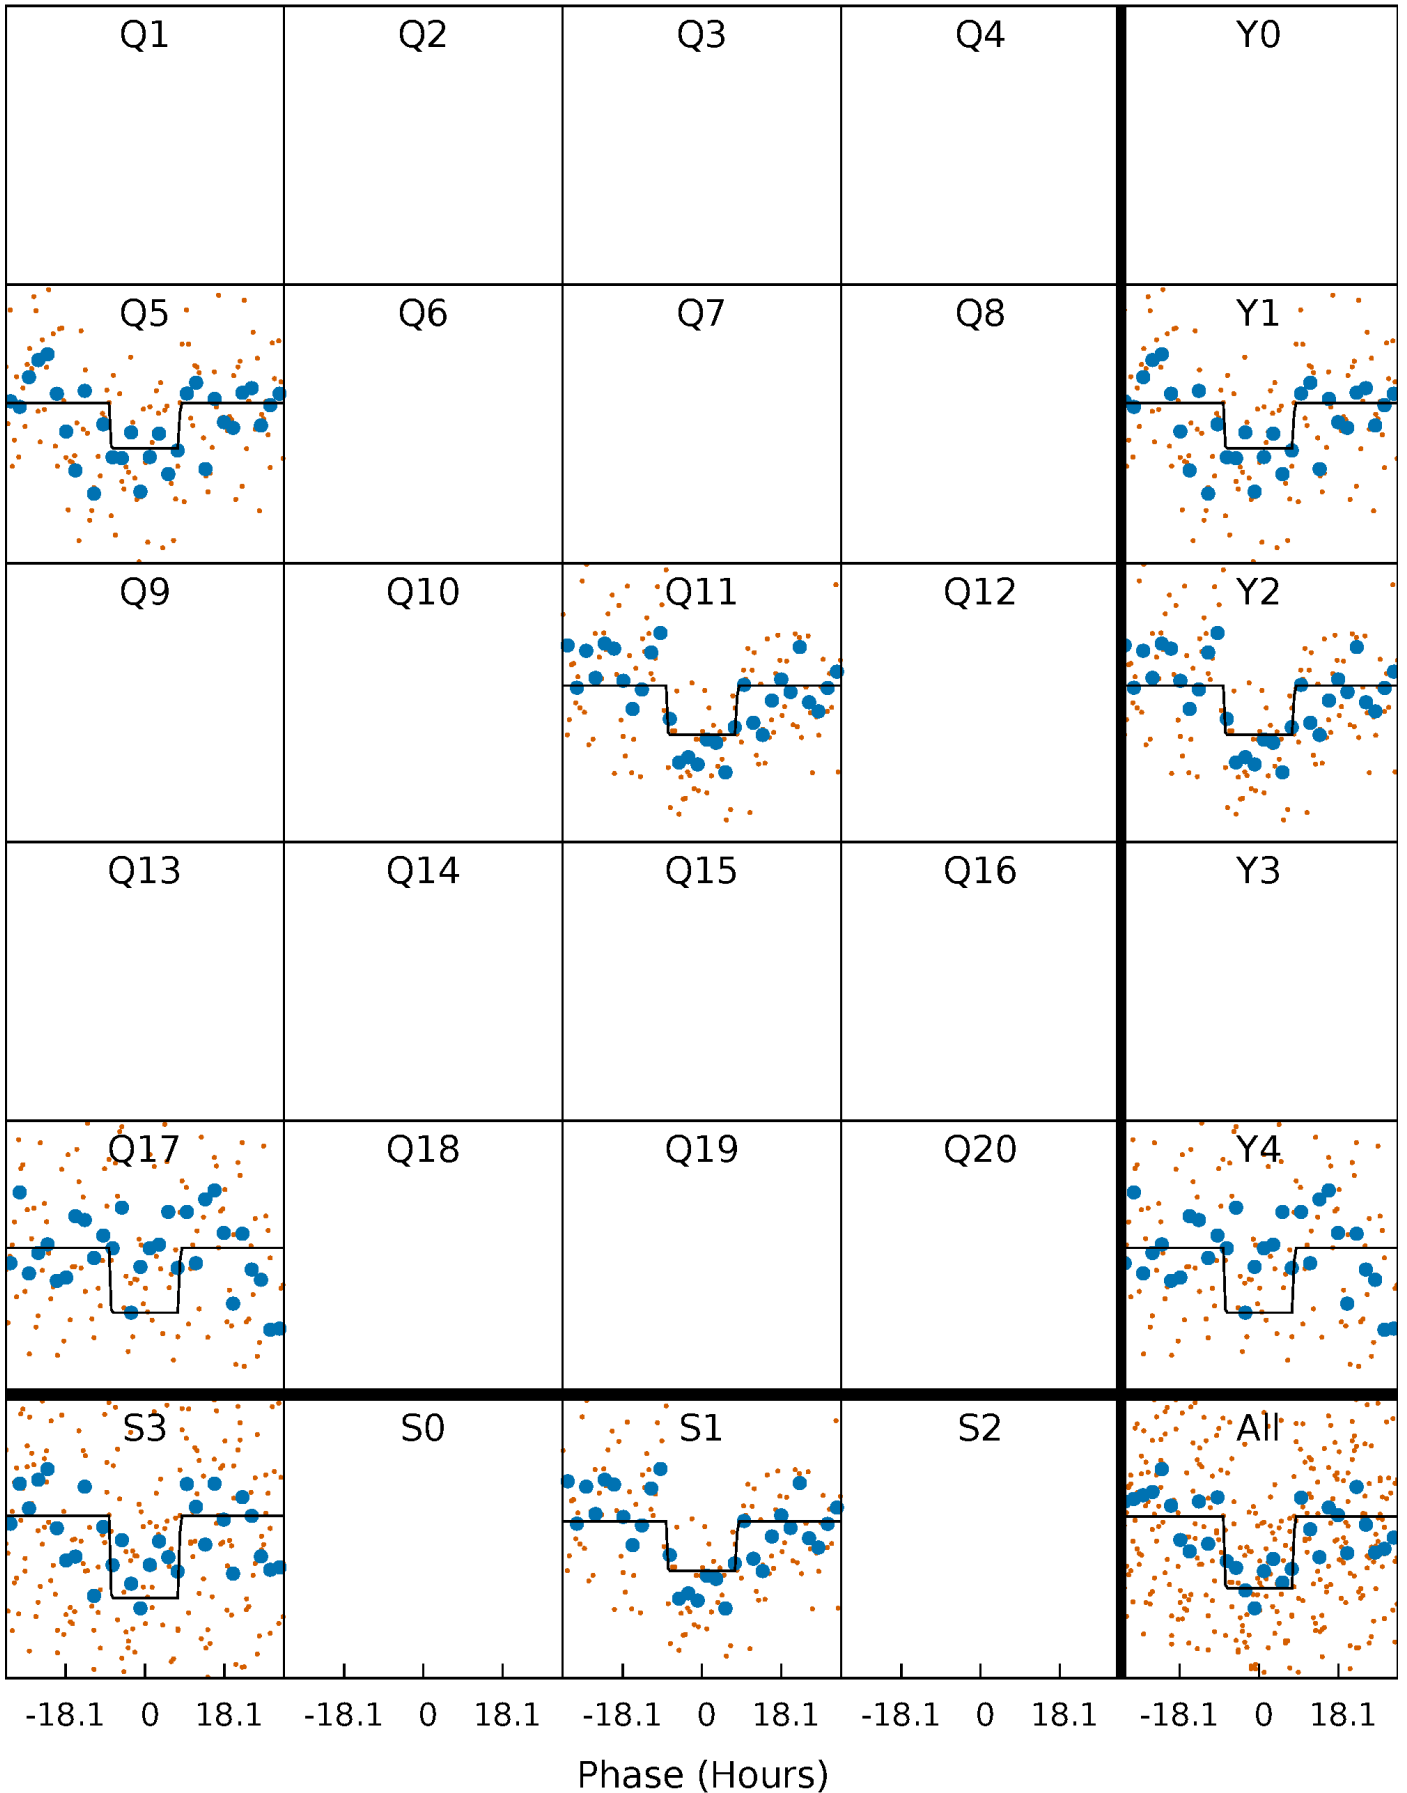 Q1 Q2 Q3 Q4 Y0
Q5 Q6 Q7 Q8 Y1
Q9 Q10 Q11 Q12 Y2
Q13 Q14 Q15 Q16 Y3
Q17 Q18 Q19 Q20 Y4
S3 S0 S1 S2 All
-18.1 0 18.1 -18.1 0 18.1 -18.1 0 18.1 -18.1 0 18.1 -18.1 0 18.1
Phase (Hours)